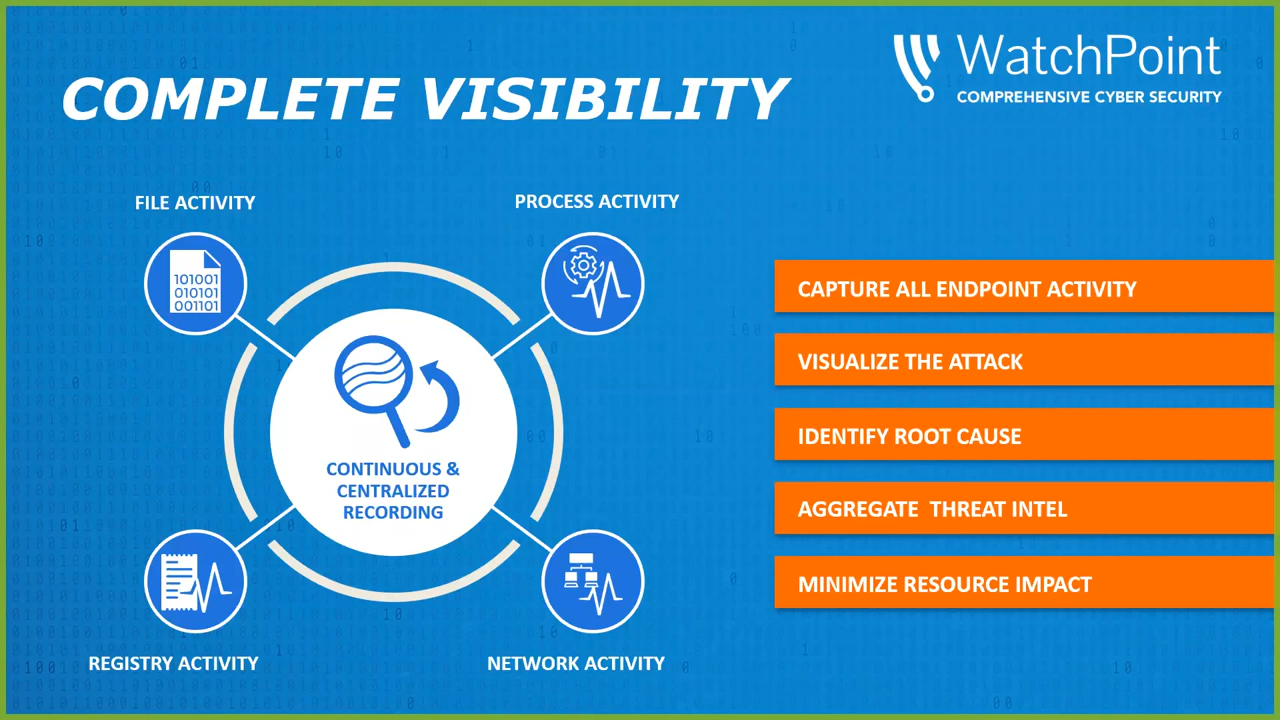 COMPLETE VISIBILITY
WatchPoint
COMPREHENSIVE CYBER SECURITY
FILE ACTIVITY
PROCESS ACTIVITY
101001
010101
001101
CONTINUOUS &
CENTRALIZED
RECORDING
REGISTRY ACTIVITY
NETWORK ACTIVITY
CAPTURE ALL ENDPOINT ACTIVITY
VISUALIZE THE ATTACK
IDENTIFY ROOT CAUSE
AGGREGATE  THREAT INTEL
MINIMIZE RESOURCE IMPACT